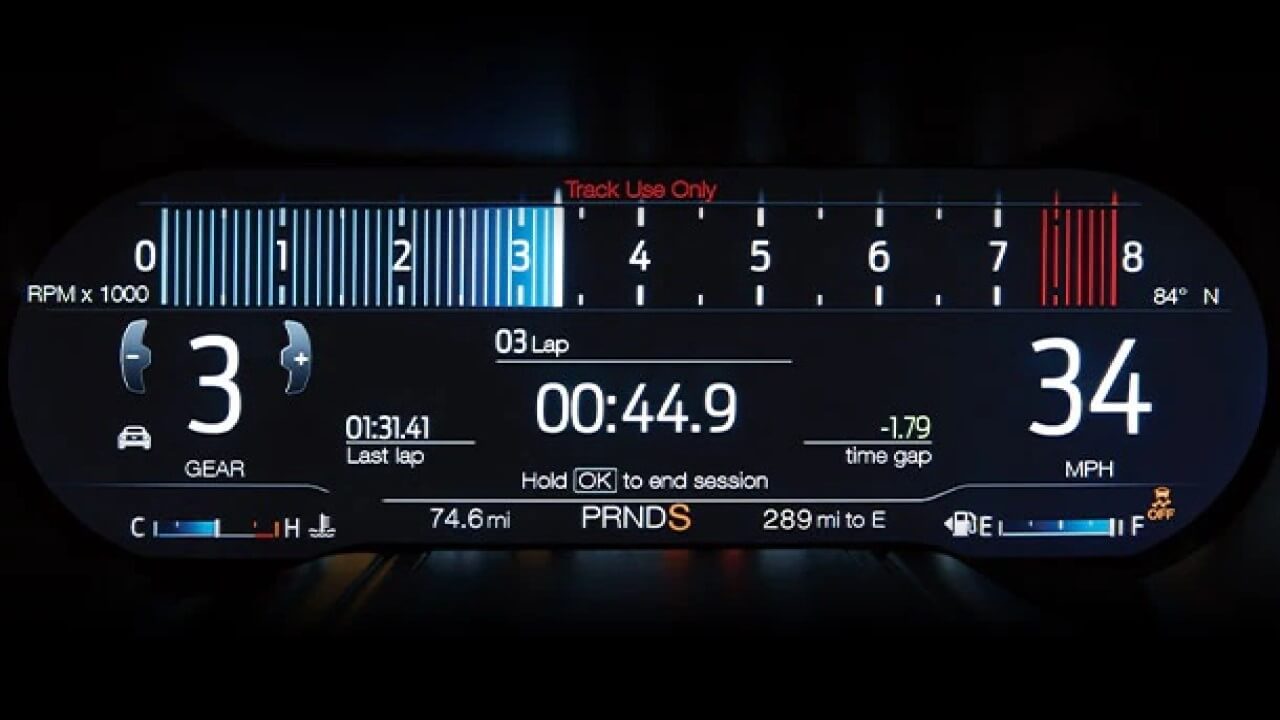 Track Use Only
0 1 2 3 4 5 6 7 8
RPM x 1000
84° N
- 3 +
GEAR
03 Lap
00:44.9
01:31.41
Last lap
-1.79
time gap
34
MPH
Hold OK to end session
74.6 mi PRNDS 289 mi to E
C H
E F
OFF